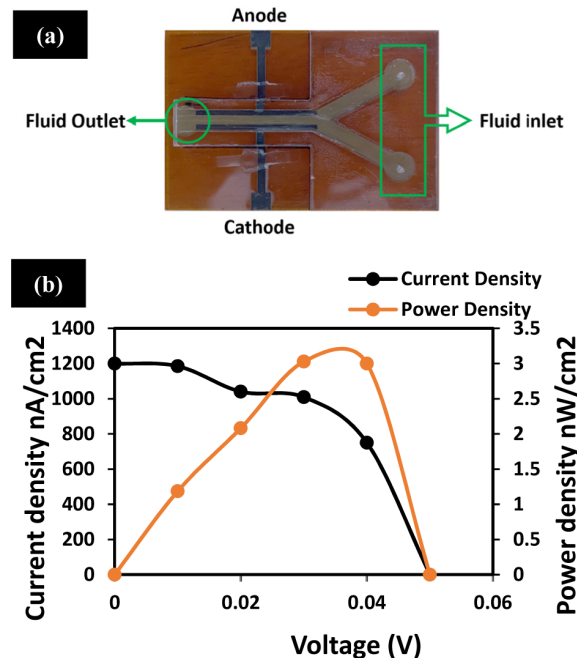 (a)
Anode
Fluid Outlet
Fluid inlet
Cathode
(b)
Current Density
Power Density
Current density nA/cm2
1400
1200
1000
800
600
400
200
0
3.5
3
2.5
2
1.5
1
0.5
0
Power density nW/cm2
0
0.02
0.04
0.06
Voltage (V)